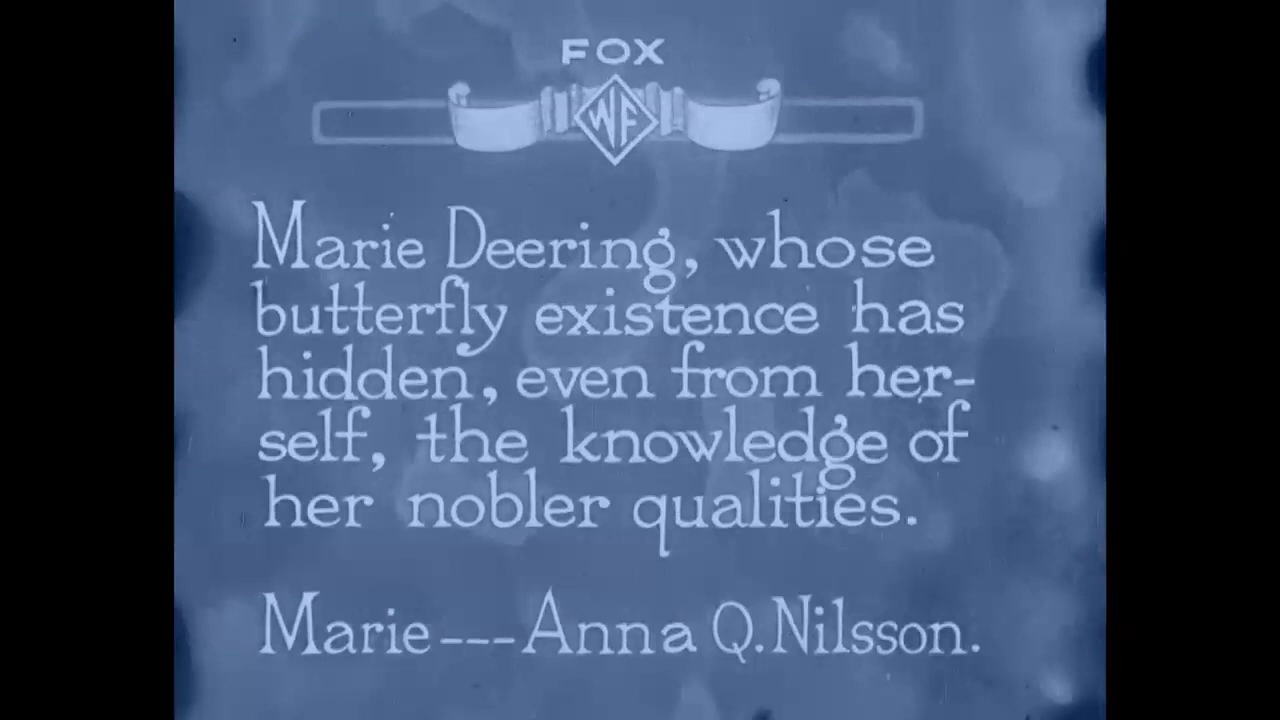 FOX
WF
Marie Deering, whose
butterfly existence has
hidden, even from her-
self, the knowledge of
her nobler qualities.
Marie---Anna Q. Nilsson.